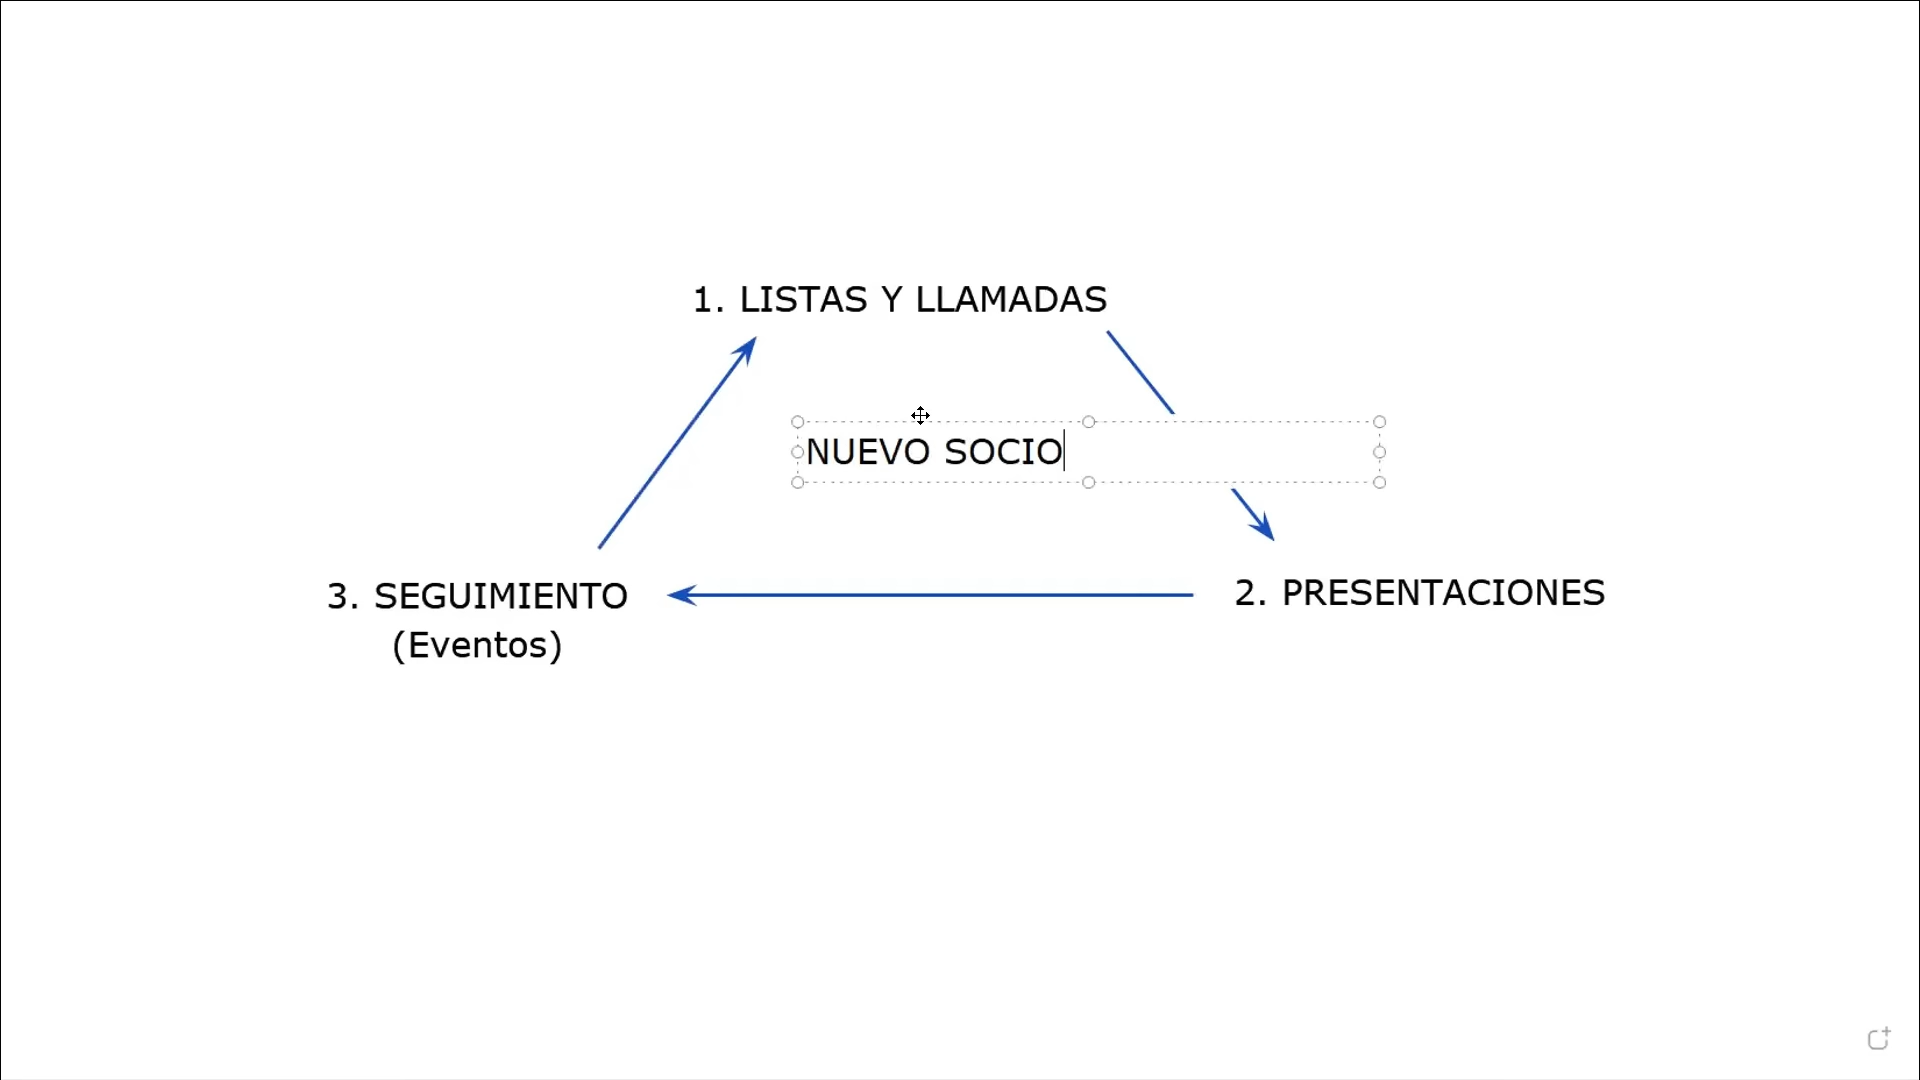 1. LISTAS Y LLAMADAS
NUEVO SOCIO
3. SEGUIMIENTO
(Eventos)
2. PRESENTACIONES